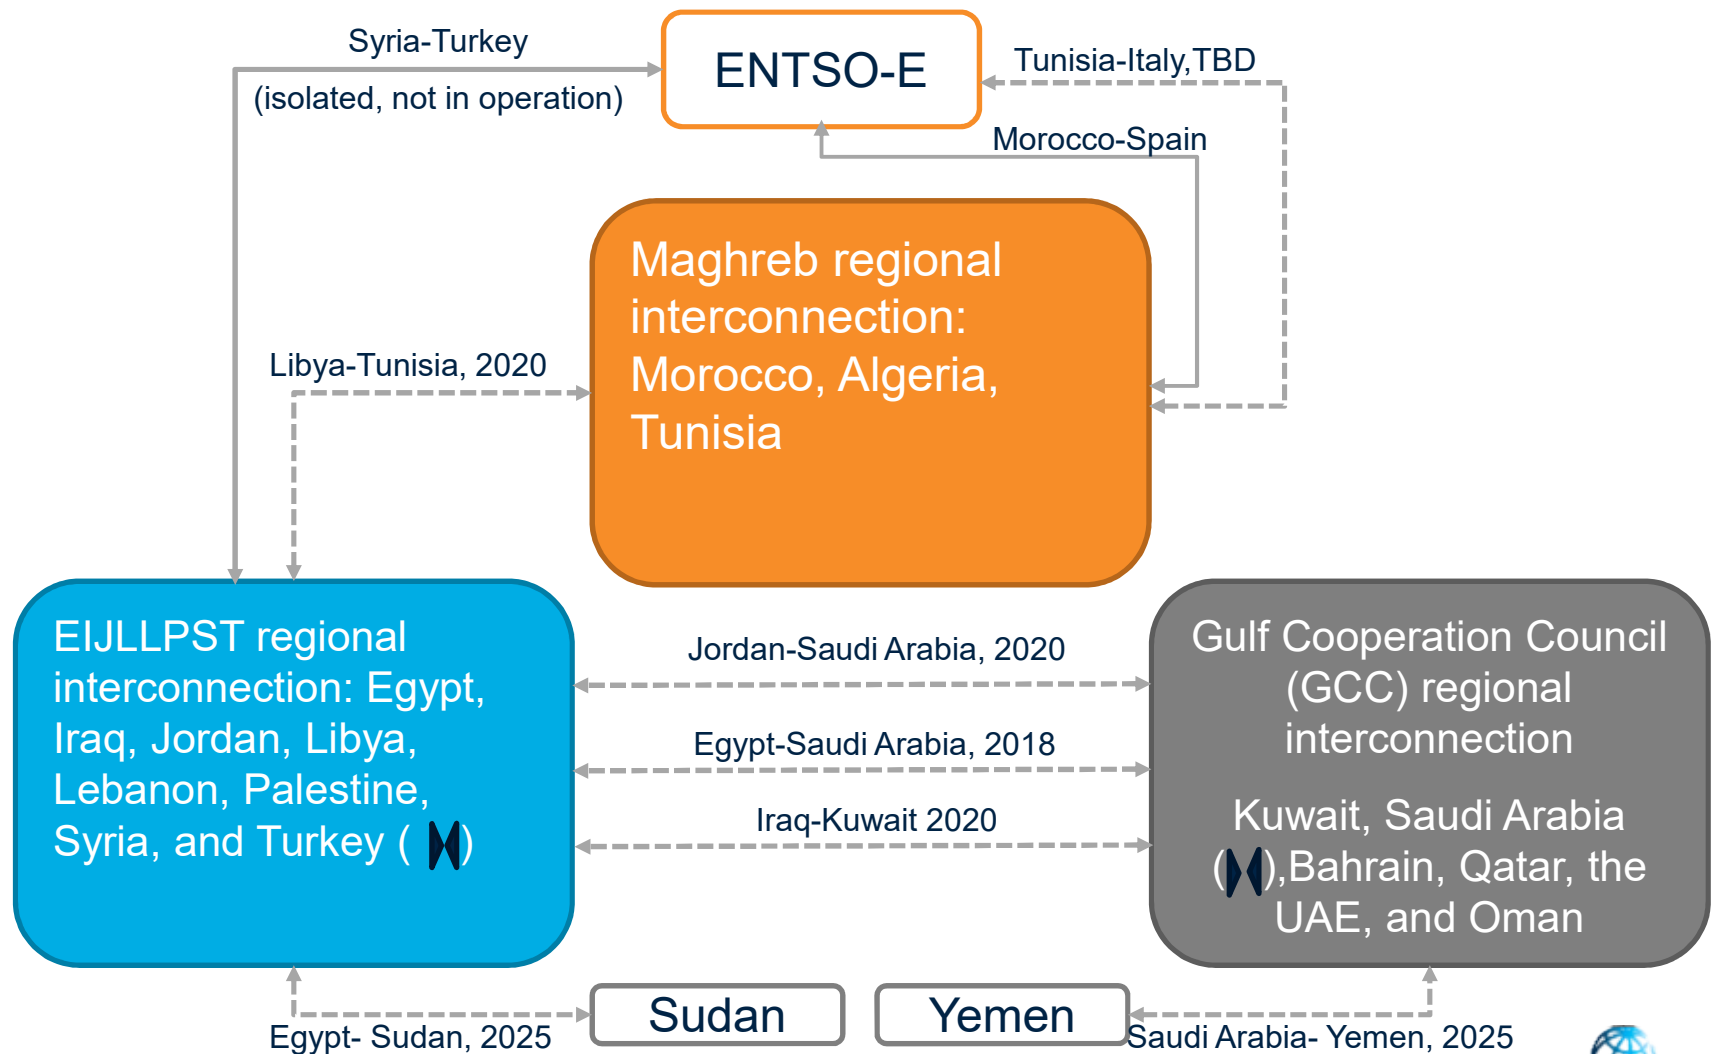 Syria-Turkey
(isolated, not in operation)
ENTSO-E
Tunisia-Italy,TBD
Morocco-Spain
Maghreb regional
interconnection:
Morocco, Algeria,
Tunisia
Libya-Tunisia, 2020
EIJLLPST regional
interconnection: Egypt,
Iraq, Jordan, Libya,
Lebanon, Palestine,
Syria, and Turkey ( )
Jordan-Saudi Arabia, 2020
Egypt-Saudi Arabia, 2018
Iraq-Kuwait 2020
Gulf Cooperation Council
(GCC) regional
interconnection
Kuwait, Saudi Arabia
( ),Bahrain, Qatar, the
UAE, and Oman
Sudan
Yemen
Egypt- Sudan, 2025
Saudi Arabia- Yemen, 2025